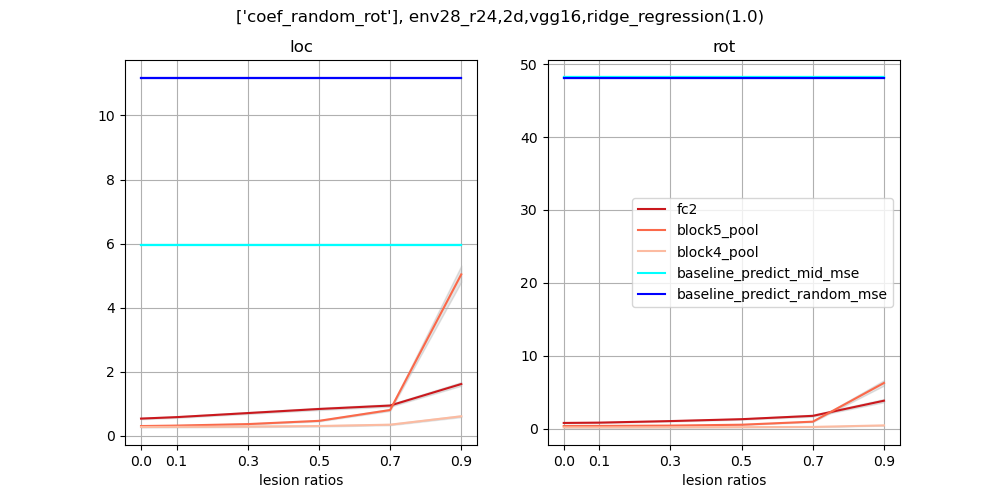 ['coef_random_rot'], env28_r24,2d,vgg16,ridge_regression(1.0)
loc
10
8
6
4
2
0
0.0 0.1 0.3 0.5 0.7 0.9
lesion ratios
rot
50
40
30
20
10
0
fc2
block5_pool
block4_pool
baseline_predict_mid_mse
baseline_predict_random_mse
0.0 0.1 0.3 0.5 0.7 0.9
lesion ratios